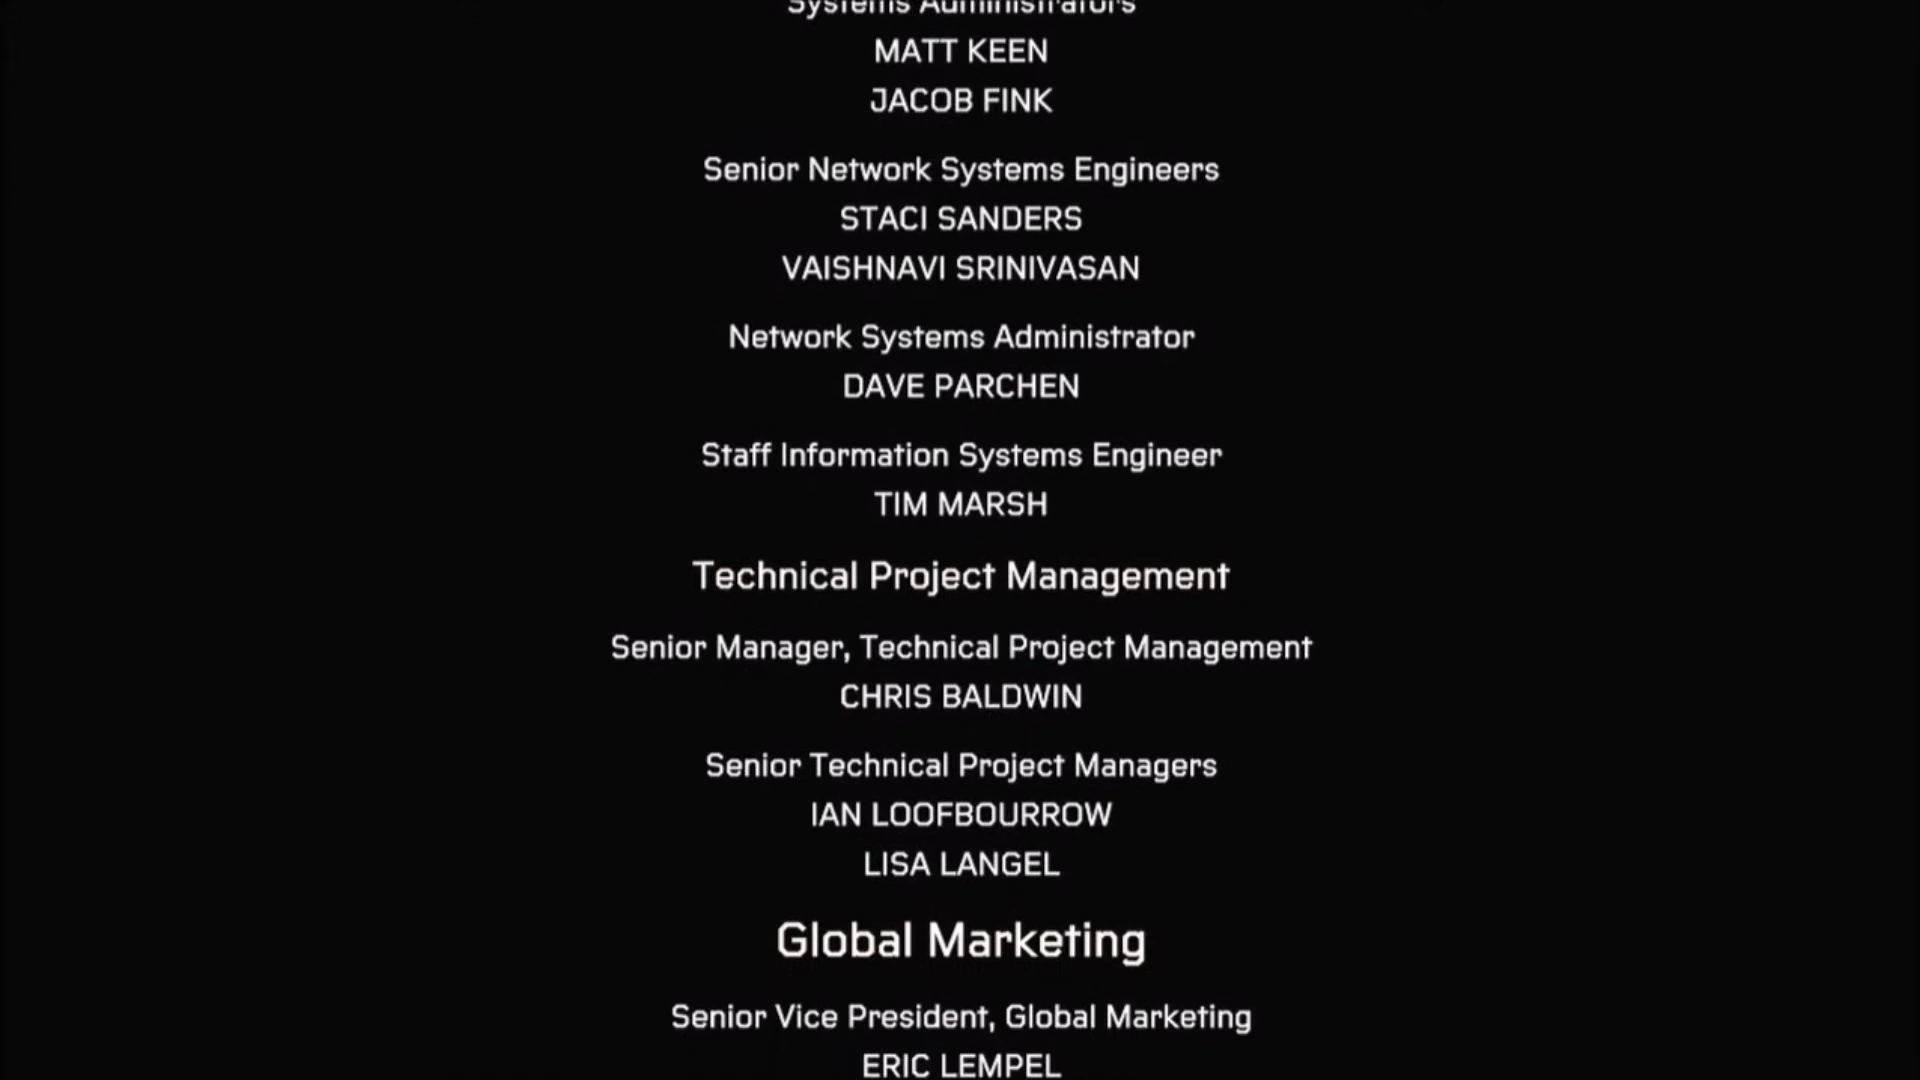 Systems Administrators
MATT KEEN
JACOB FINK
Senior Network Systems Engineers
STACI SANDERS
VAISHNAVI SRINIVASAN
Network Systems Administrator
DAVE PARCHEN
Staff Information Systems Engineer
TIM MARSH
Technical Project Management
Senior Manager, Technical Project Management
CHRIS BALDWIN
Senior Technical Project Managers
IAN LOOFBOURROW
LISA LANGEL
Global Marketing
Senior Vice President, Global Marketing
ERIC LEMPEL